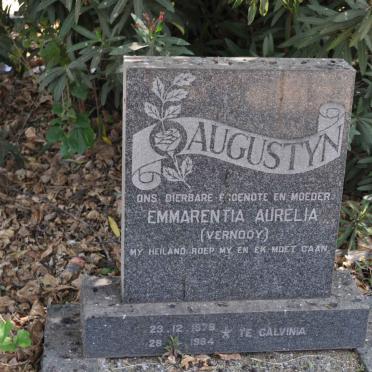 AUGUSTYN
ONS DIERBARE EGGENOTE EN MOEDER
EMMARENTIA AURELIA
(VERNOOY)
MY HEILAND ROEP MY EN EK MOET GAAN
23.12.1878 TE CALVINIA
1964